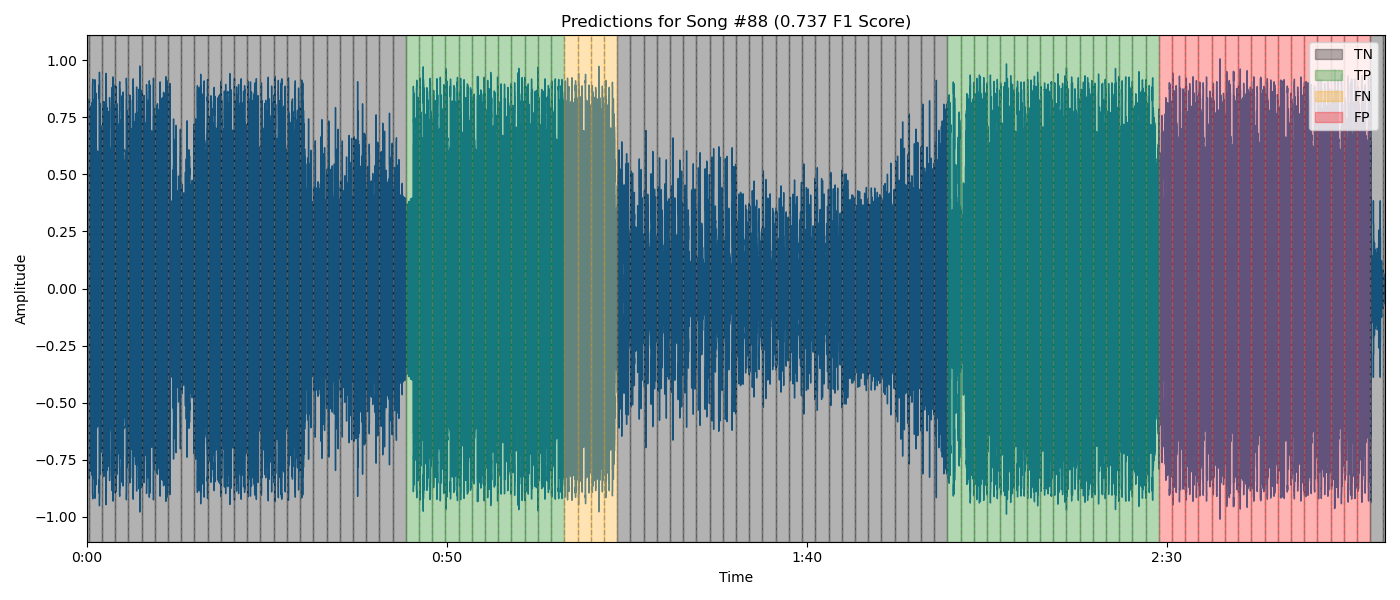 Predictions for Song #88 (0.737 F1 Score)
1.00
0.75
0.50
0.25
0.00
−0.25
−0.50
−0.75
−1.00
Amplitude
TN
TP
FN
FP
0:00
0:50
1:40
2:30
Time